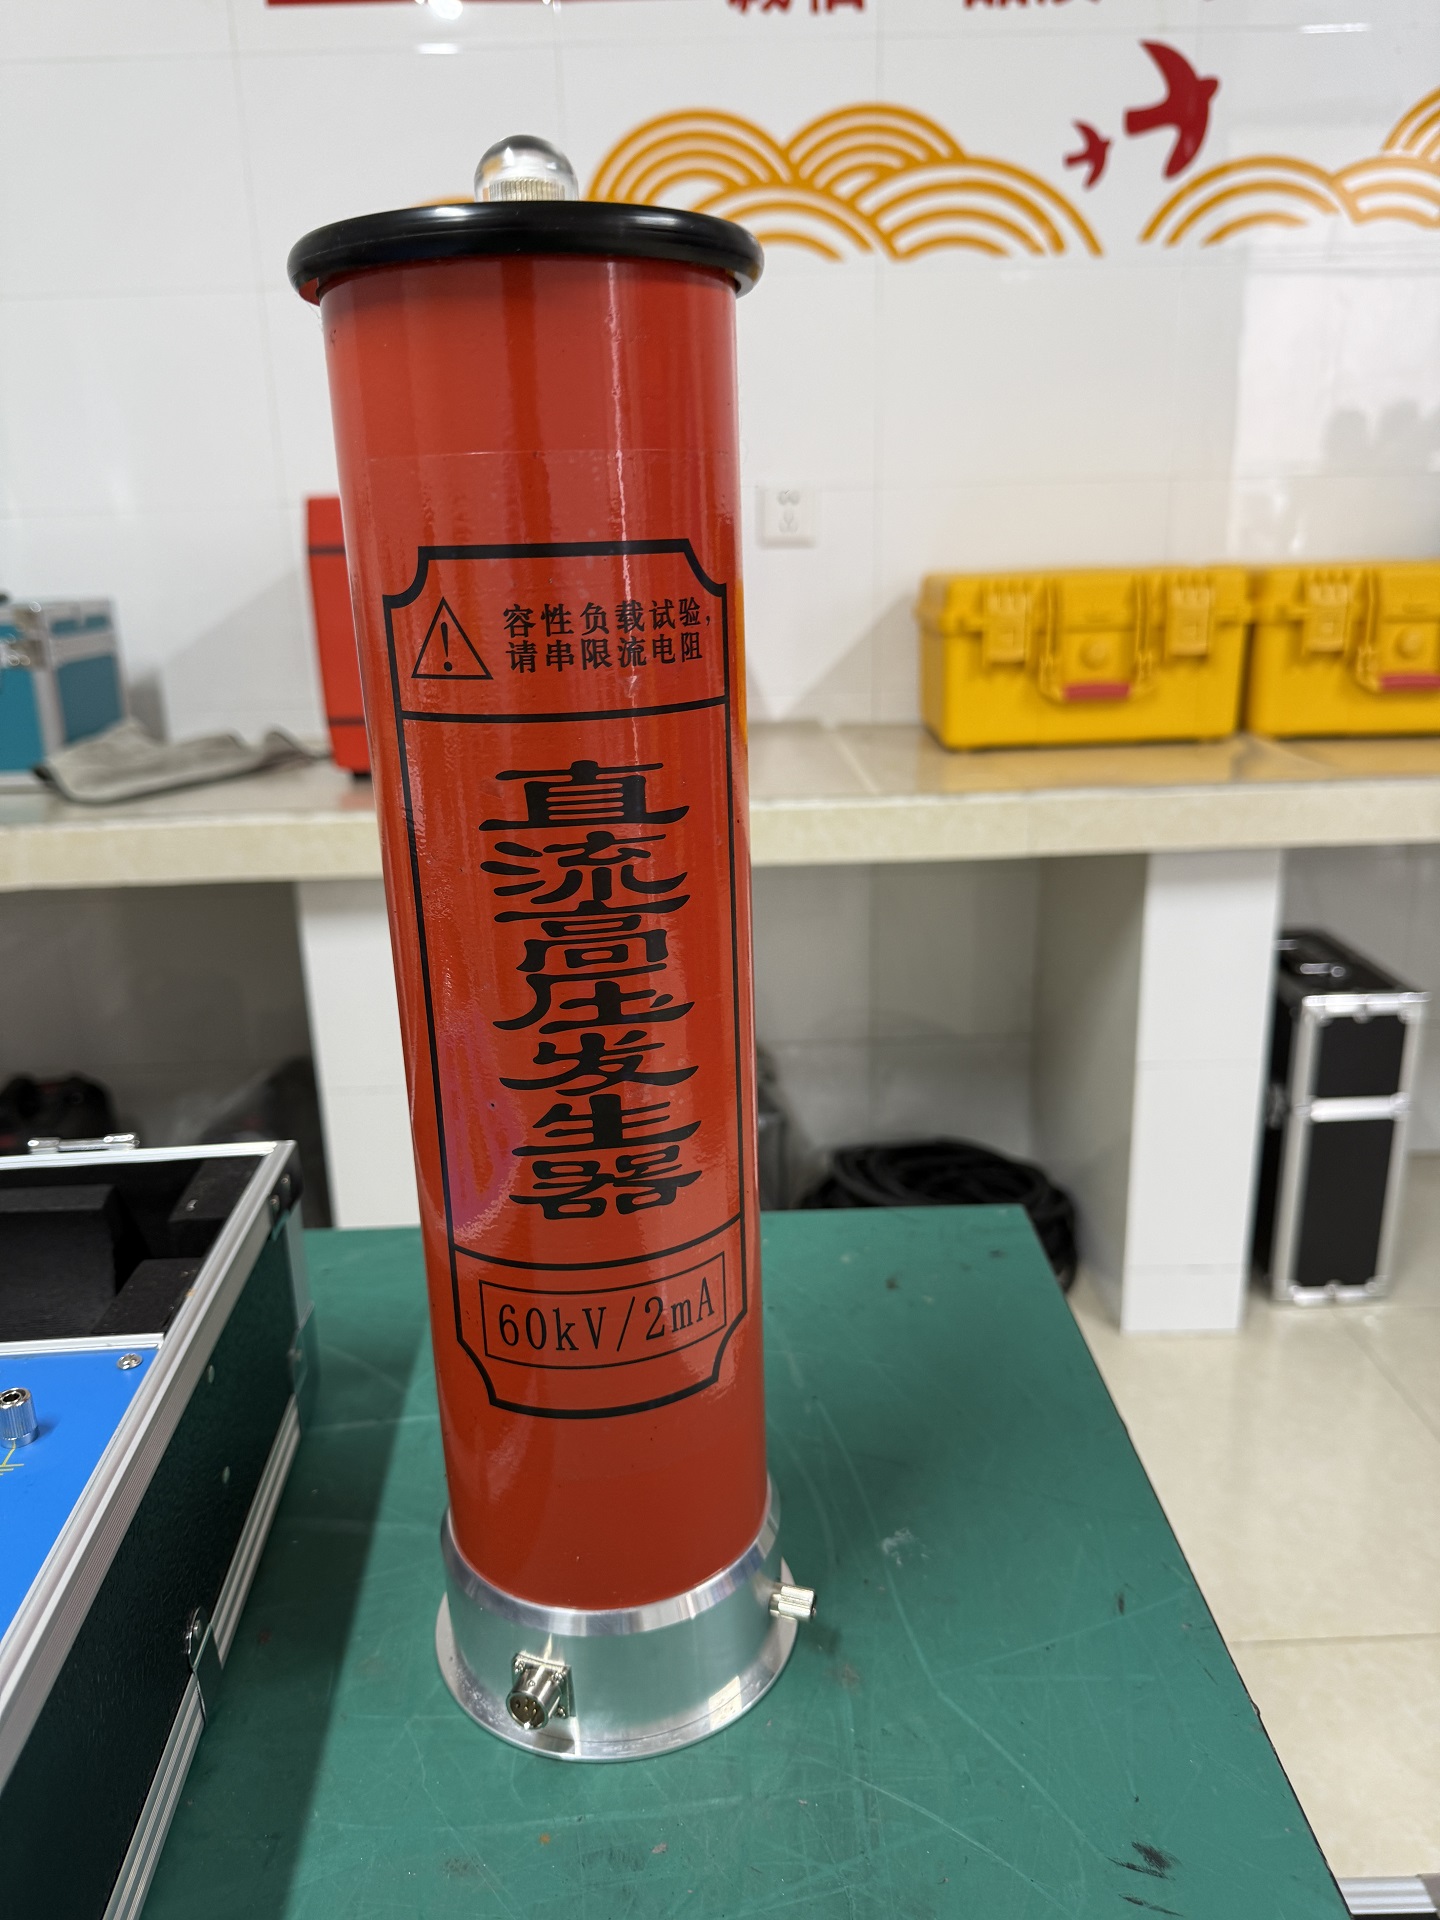 容性负载试验,
请串限流电阻
直流高压发生器
60kV/2mA